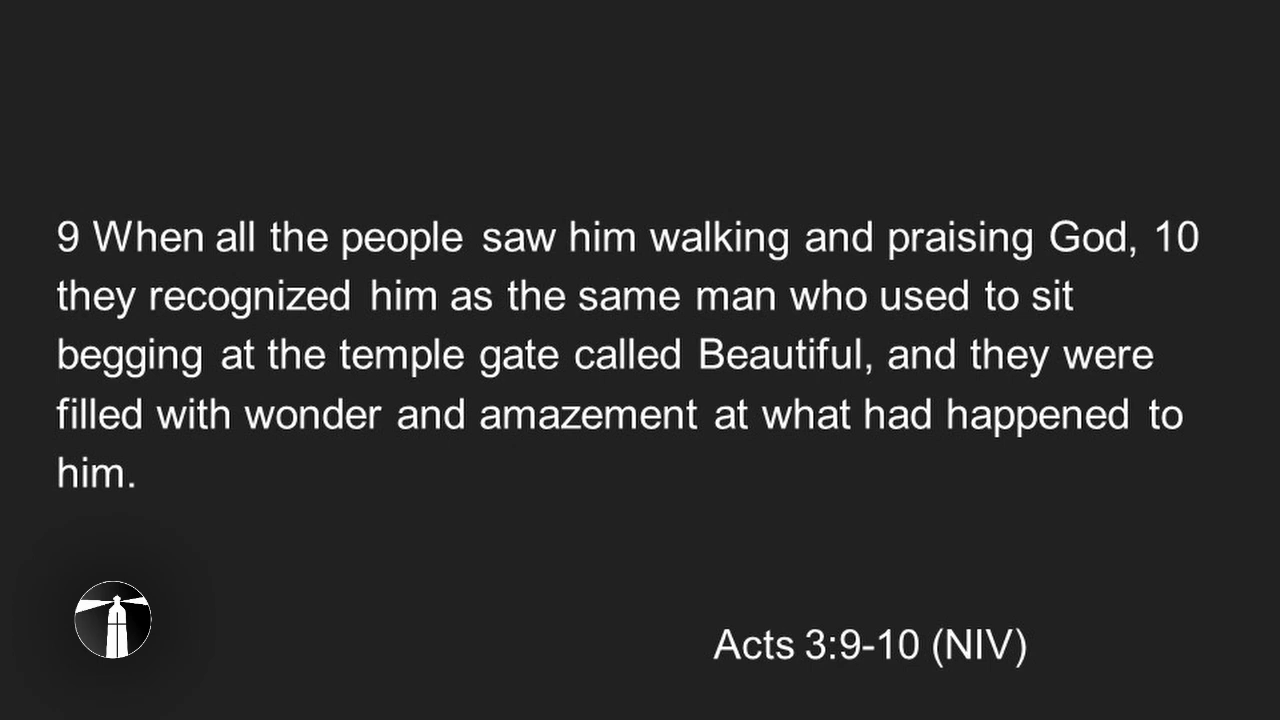 9 When all the people saw him walking and praising God, 10
they recognized him as the same man who used to sit
begging at the temple gate called Beautiful, and they were
filled with wonder and amazement at what had happened to
him.
Acts 3:9-10 (NIV)